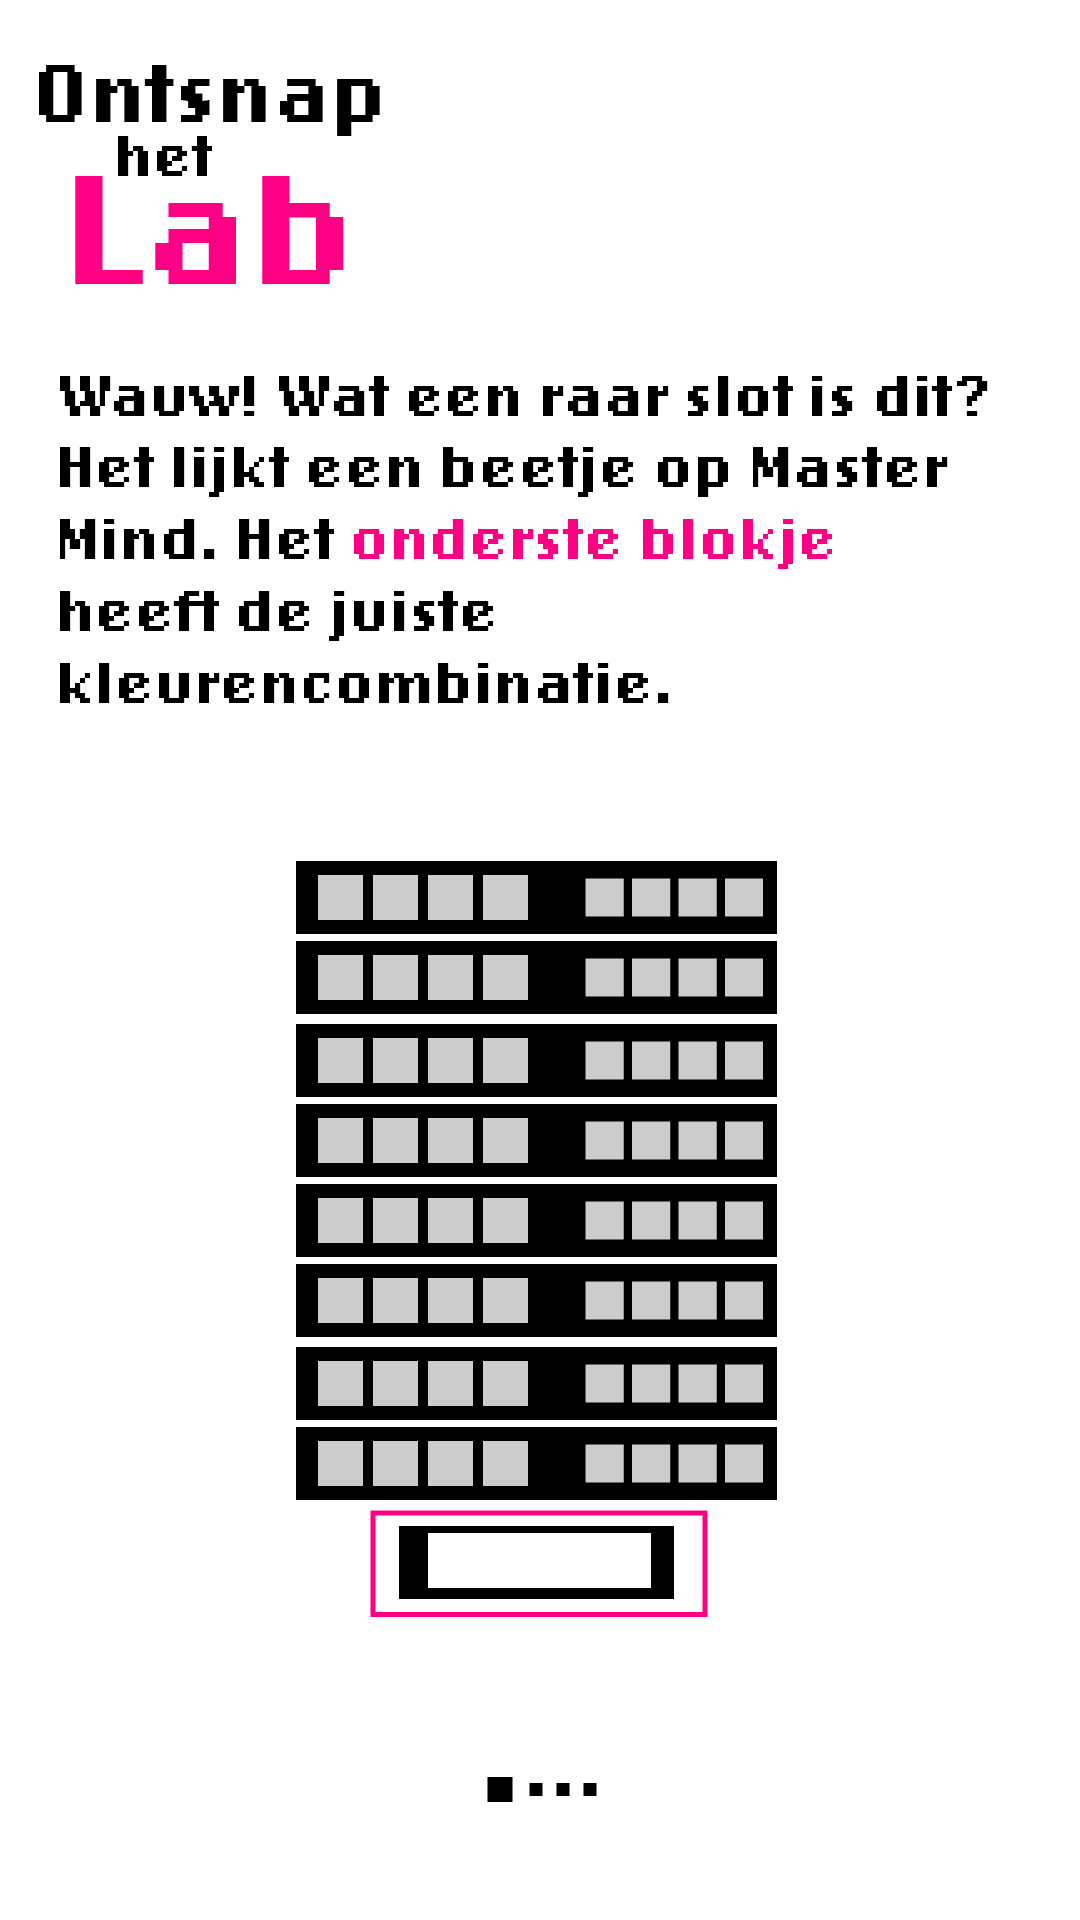 Ontsnap
het
Lab
Wauw! Wat een raar slot is dit?
Het lijkt een beetje op Master
Mind. Het onderste blokje
heeft de juiste
kleurencombinatie.